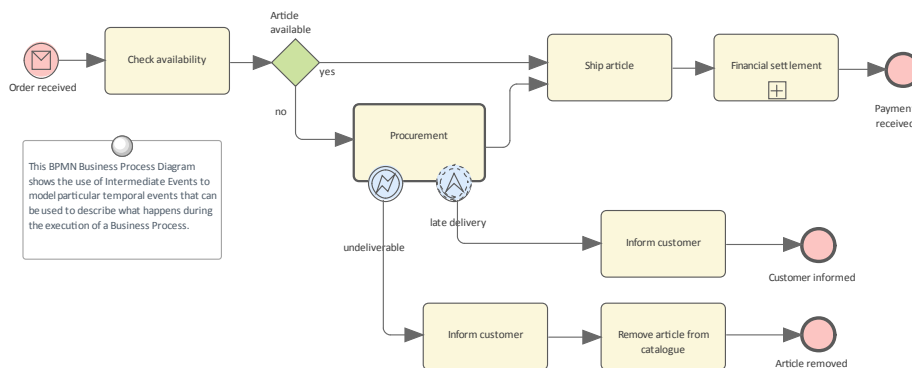 Article
available
Order received
Check availability
yes
no
Ship article
Financial settlement
received
Procurement
This BPMN Business Process Diagram
shows the use of Intermediate Events to
model particular temporal events that can
be used to describe what happens during
the execution of a Business Process.
undeliverable
late delivery
Inform customer
Customer informed
Inform customer
Remove article from
catalogue
Article removed